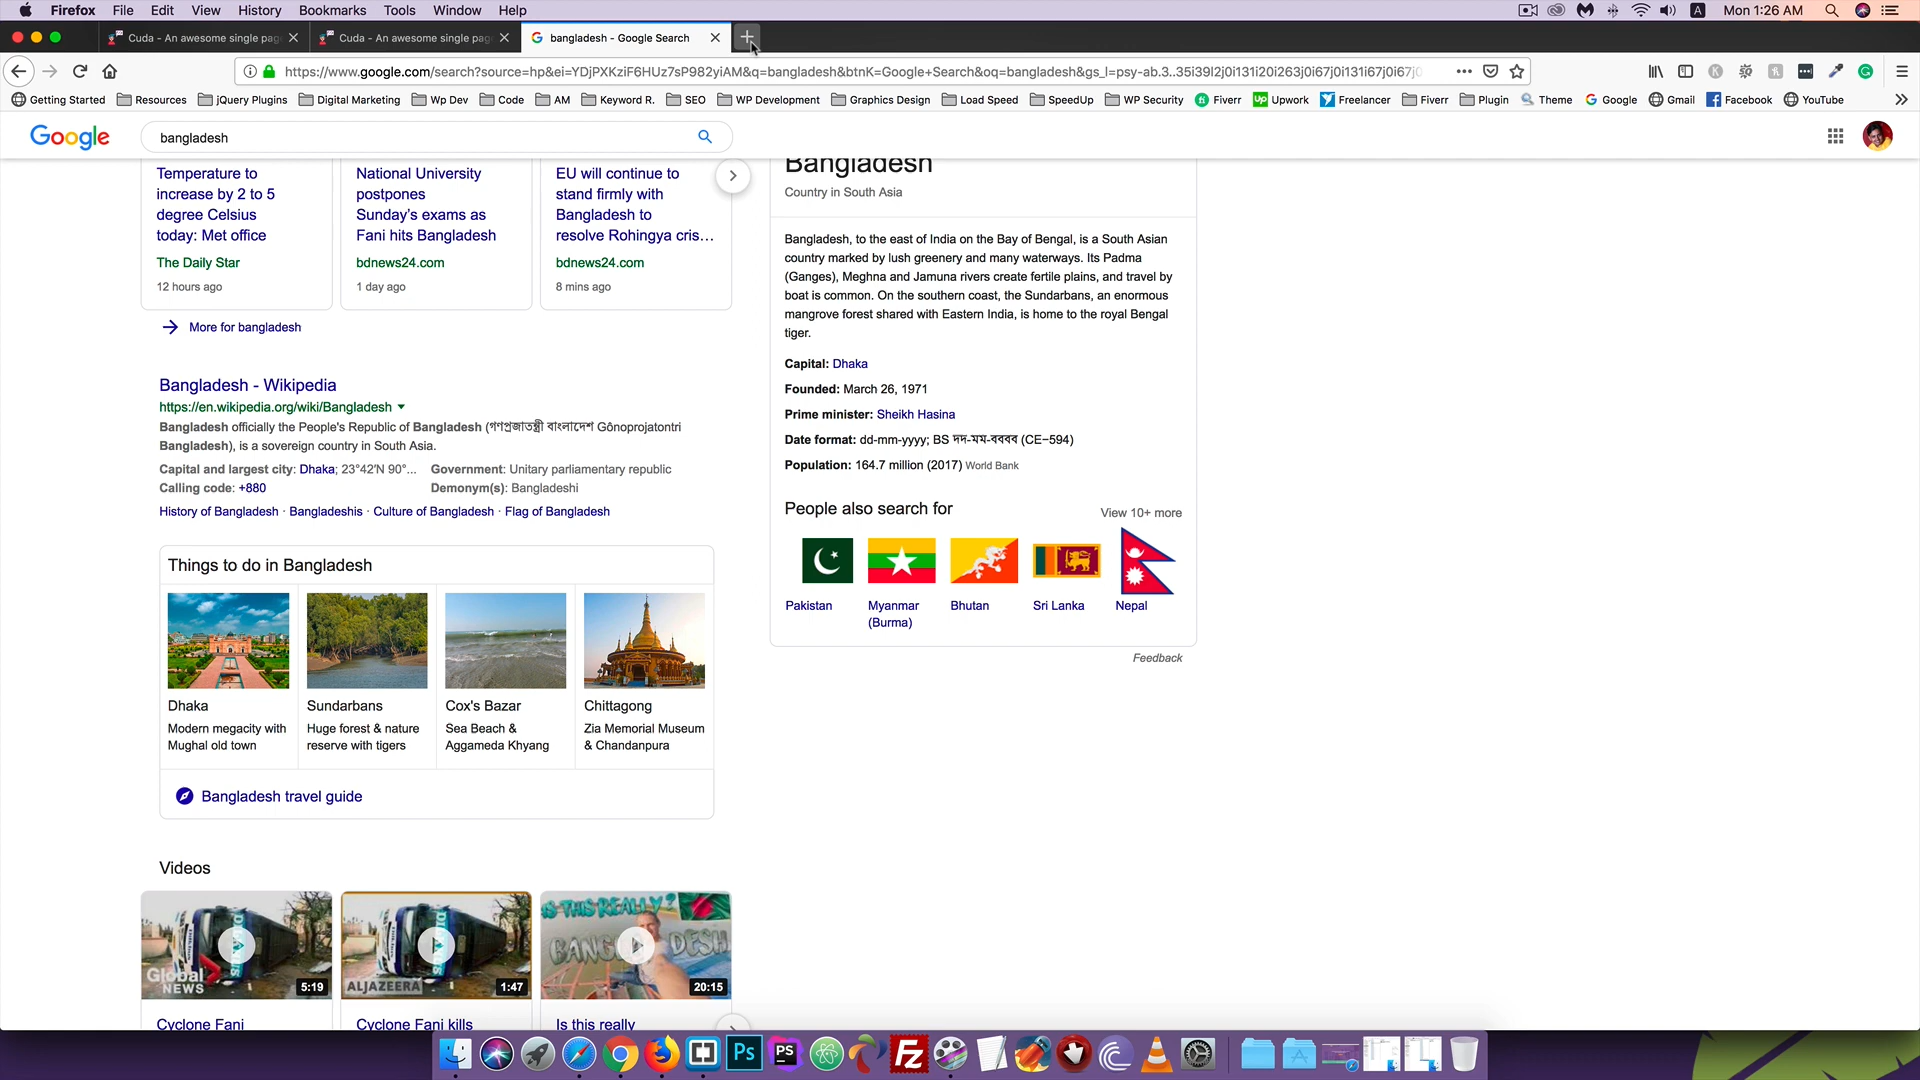 Firefox File Edit View History Bookmarks Tools Window Help
Mon 1:26 AM
Cuda - An awesome single pag
Cuda - An awesome single pag
bangladesh - Google Search
https://www.google.com/search?source=hp&ei=YDjPXKziF6HUz7sP982yiAM&q=bangladesh&btnK=Google+Search&oq=bangladesh&gs_l=psy-ab.3..35i39l2j0i131i20i263j0i67j0i131i67j0i67j0
Getting Started Resources jQuery Plugins Digital Marketing Wp Dev Code AM Keyword R. SEO WP Development Graphics Design Load Speed SpeedUp WP Security Fiverr Upwork Freelancer Fiverr Plugin Theme Google Gmail Facebook YouTube
Google
bangladesh
Temperature to
increase by 2 to 5
degree Celsius
today: Met office
The Daily Star
12 hours ago
National University
postpones
Sunday's exams as
Fani hits Bangladesh
bdnews24.com
1 day ago
EU will continue to
stand firmly with
Bangladesh to
resolve Rohingya cris…
bdnews24.com
8 mins ago
More for bangladesh
Bangladesh - Wikipedia
https://en.wikipedia.org/wiki/Bangladesh
Bangladesh officially the People's Republic of Bangladesh (গণপ্রজাতন্ত্রী বাংলাদেশ Gônoprojatontri
Bangladesh), is a sovereign country in South Asia.
Capital and largest city: Dhaka; 23°42′N 90°...
Government: Unitary parliamentary republic
Calling code: +880
Demonym(s): Bangladeshi
History of Bangladesh · Bangladeshis · Culture of Bangladesh · Flag of Bangladesh
Things to do in Bangladesh
Dhaka
Modern megacity with
Mughal old town
Sundarbans
Huge forest & nature
reserve with tigers
Cox's Bazar
Sea Beach &
Aggameda Khyang
Chittagong
Zia Memorial Museum
& Chandanpura
Bangladesh travel guide
Videos
Global
NEWS
5:19
ALJAZEERA
1:47
IS THIS REALLY?
BANGLADESH
20:15
Cyclone Fani
Cyclone Fani kills
Is this really
Bangladesh
Country in South Asia
Bangladesh, to the east of India on the Bay of Bengal, is a South Asian
country marked by lush greenery and many waterways. Its Padma
(Ganges), Meghna and Jamuna rivers create fertile plains, and travel by
boat is common. On the southern coast, the Sundarbans, an enormous
mangrove forest shared with Eastern India, is home to the royal Bengal
tiger.
Capital: Dhaka
Founded: March 26, 1971
Prime minister: Sheikh Hasina
Date format: dd-mm-yyyy; BS দদ-মম-বববব (CE−594)
Population: 164.7 million (2017) World Bank
People also search for
View 10+ more
Pakistan
Myanmar
(Burma)
Bhutan
Sri Lanka
Nepal
Feedback
Ps
PS
FZ